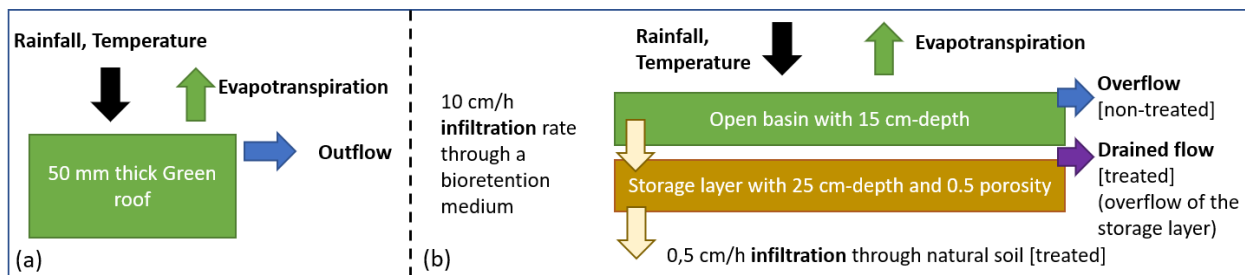 Rainfall, Temperature
Evapotranspiration
50 mm thick Green
roof
Outflow
(a)
Rainfall,
Temperature
Evapotranspiration
10 cm/h
infiltration rate
through a
bioretention
medium
Open basin with 15 cm-depth
Overflow
[non-treated]
Storage layer with 25 cm-depth and 0.5 porosity
Drained flow
[treated]
(overflow of the
storage layer)
0,5 cm/h infiltration through natural soil [treated]
(b)